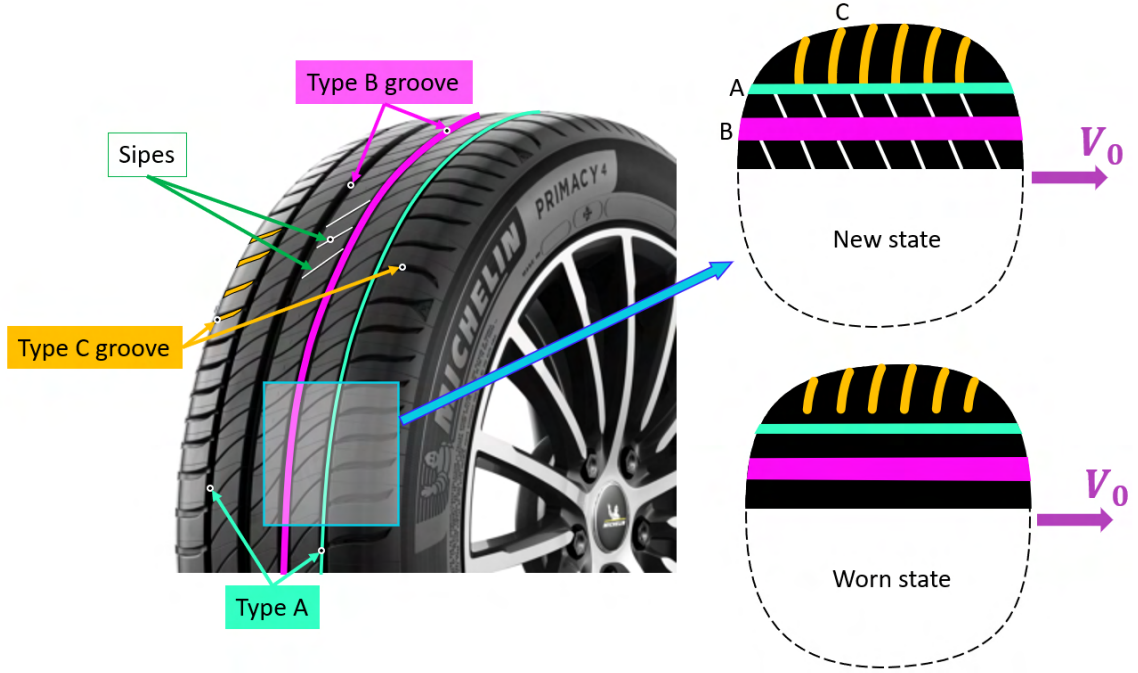 C
Type B groove
A
Sipes
B
V₀
PRIMACY 4
New state
MICHELIN
Type C groove
V₀
Worn state
Type A